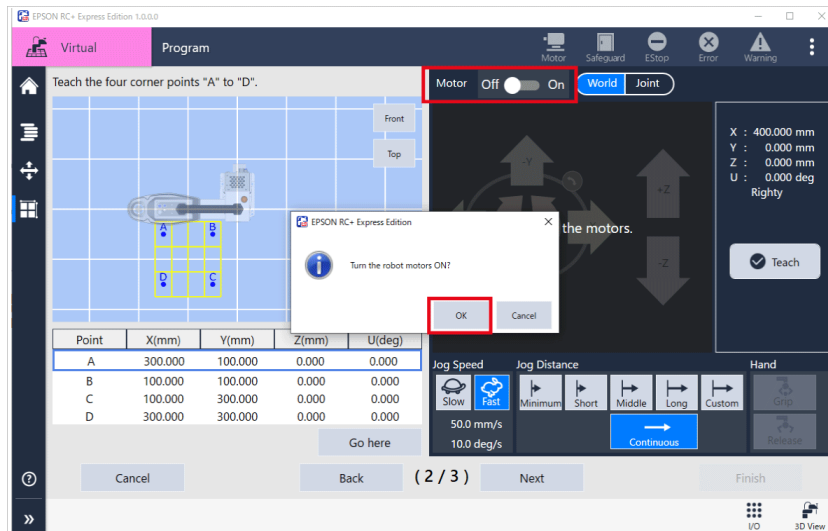 EPSON RC+ Express Edition 1.0.0.0
Virtual
Program
Motor
Safeguard
EStop
Error
Warning
Teach the four corner points "A" to "D".
Motor Off On
World Joint
Front
Top
A B
D C
-Y
+Z
-Z
the motors.
X : 400.000 mm
Y : 0.000 mm
Z : 0.000 mm
U : 0.000 deg
Righty
Teach
EPSON RC+ Express Edition
Turn the robot motors ON?
OK Cancel
Point X(mm) Y(mm) Z(mm) U(deg)
A 300.000 100.000 0.000 0.000
B 100.000 100.000 0.000 0.000
C 100.000 300.000 0.000 0.000
D 300.000 300.000 0.000 0.000
Go here
Jog Speed
Slow Fast
50.0 mm/s
10.0 deg/s
Jog Distance
Minimum Short Middle Long Custom
Continuous
Hand
Grip
Release
Cancel Back ( 2 / 3 ) Next Finish
I/O 3D View